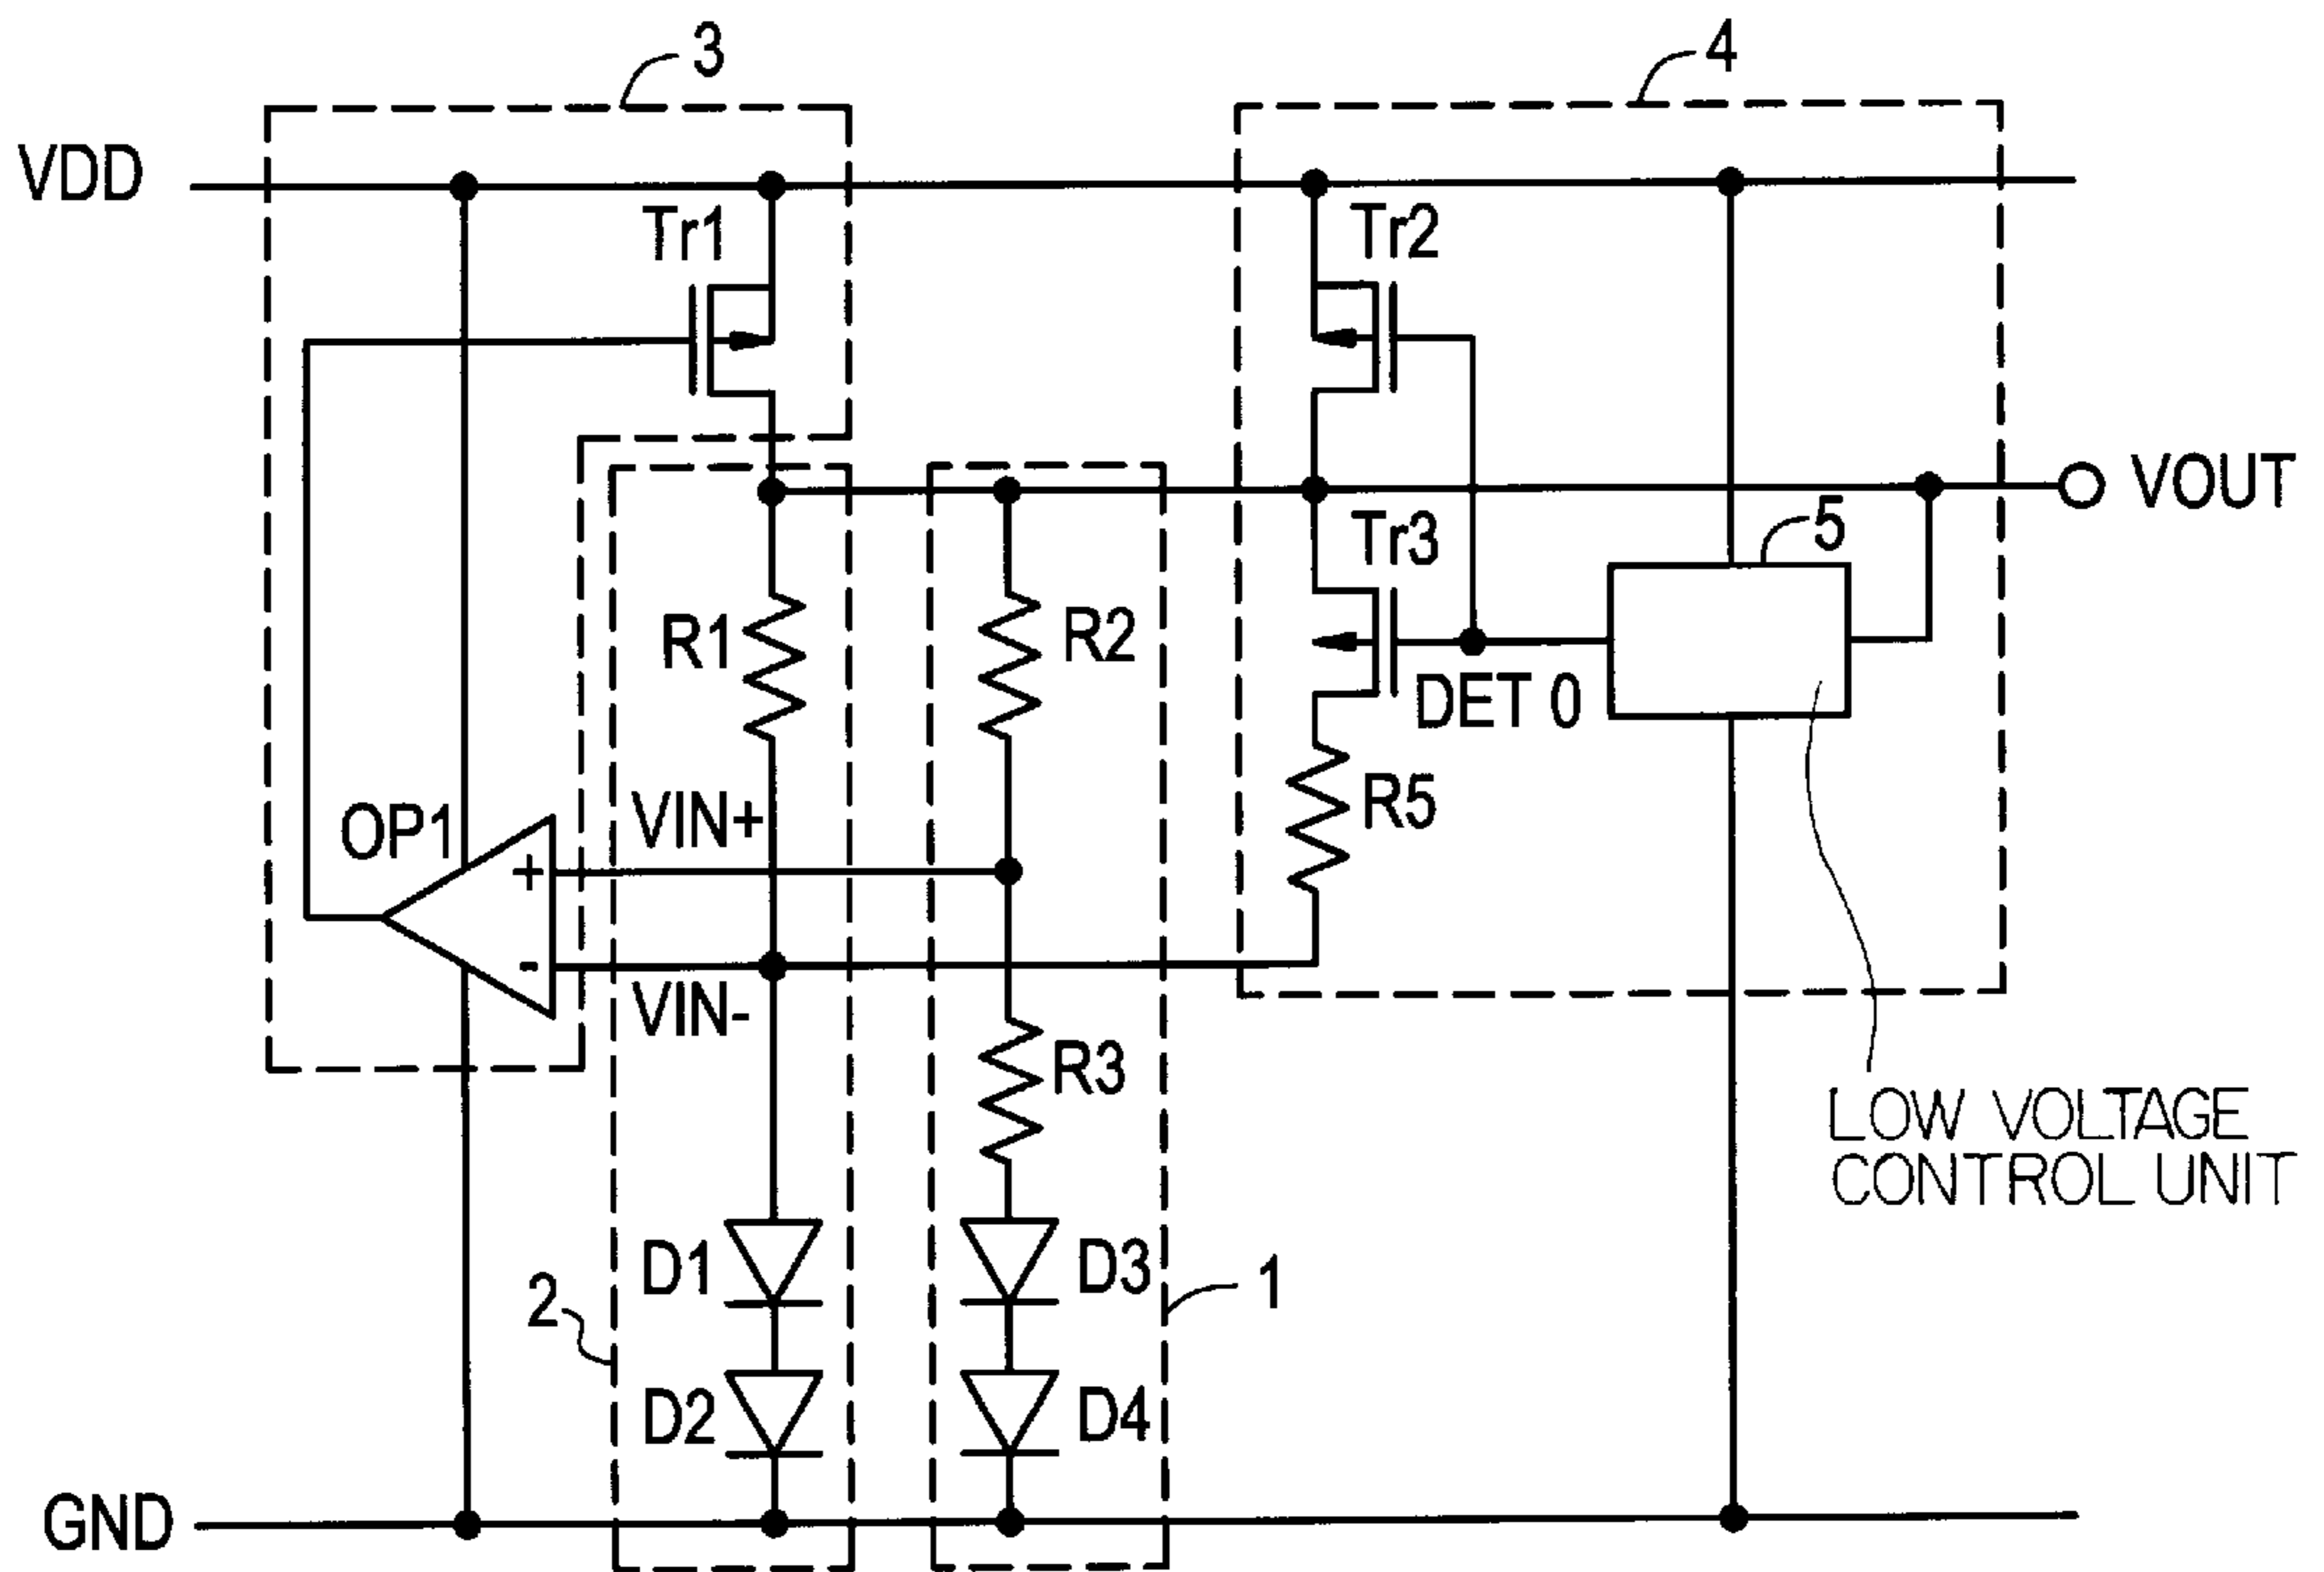 3
4
VDD
Tr1
Tr2
VOUT
Tr3
5
R1
R2
DET 0
R5
OP1
VIN+
+
-
VIN-
R3
LOW VOLTAGE
CONTROL UNIT
D1
D3
1
2
D2
D4
GND